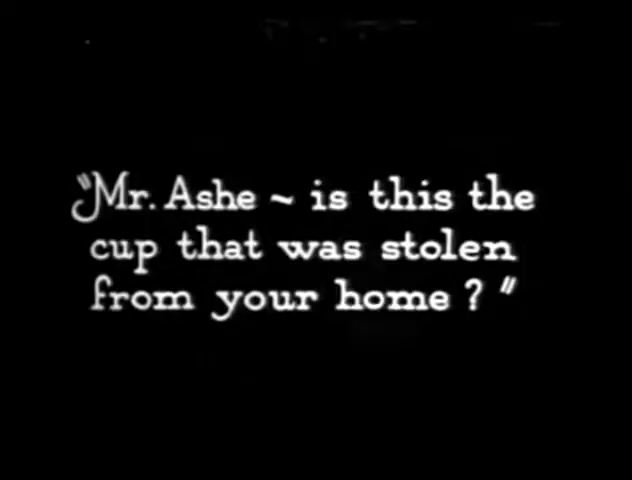 "Mr. Ashe ~ is this the
cup that was stolen
from your home?"